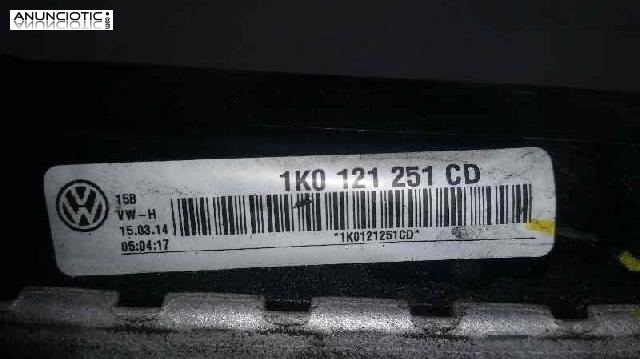 ANUNCIOTIC.com
1K0 121 251 CD
15B
VW-H
15.03.14
05:04:17
*1K0121251CD*